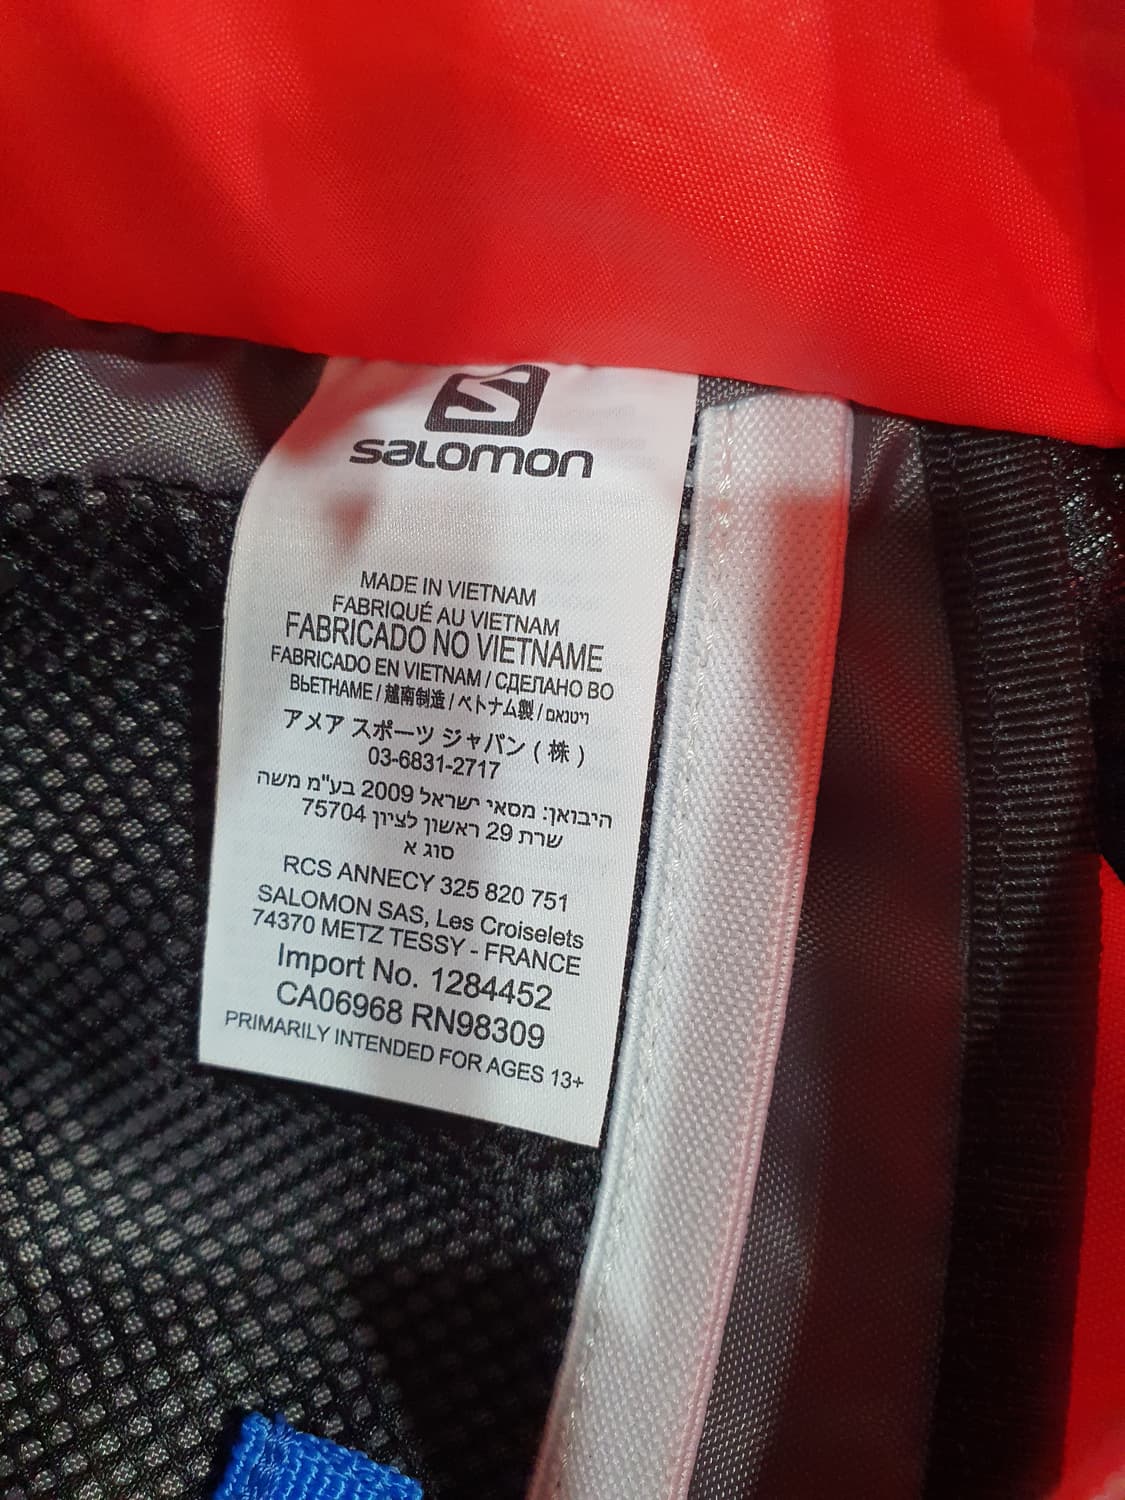 S
salomon
MADE IN VIETNAM
FABRIQUÉ AU VIETNAM
FABRICADO NO VIETNAME
FABRICADO EN VIETNAM / СДЕЛАНО ВО
ВЬЕТНАМЕ / 越南制造 / ベトナム製 / וייטנאם
アメア スポーツ ジャパン ( 株 )
03-6831-2717
היבואן: מסאי ישראל 2009 בע"מ משה
שרת 29 ראשון לציון 75704
סוג א
RCS ANNECY 325 820 751
SALOMON SAS, Les Croiselets
74370 METZ TESSY - FRANCE
Import No. 1284452
CA06968 RN98309
PRIMARILY INTENDED FOR AGES 13+